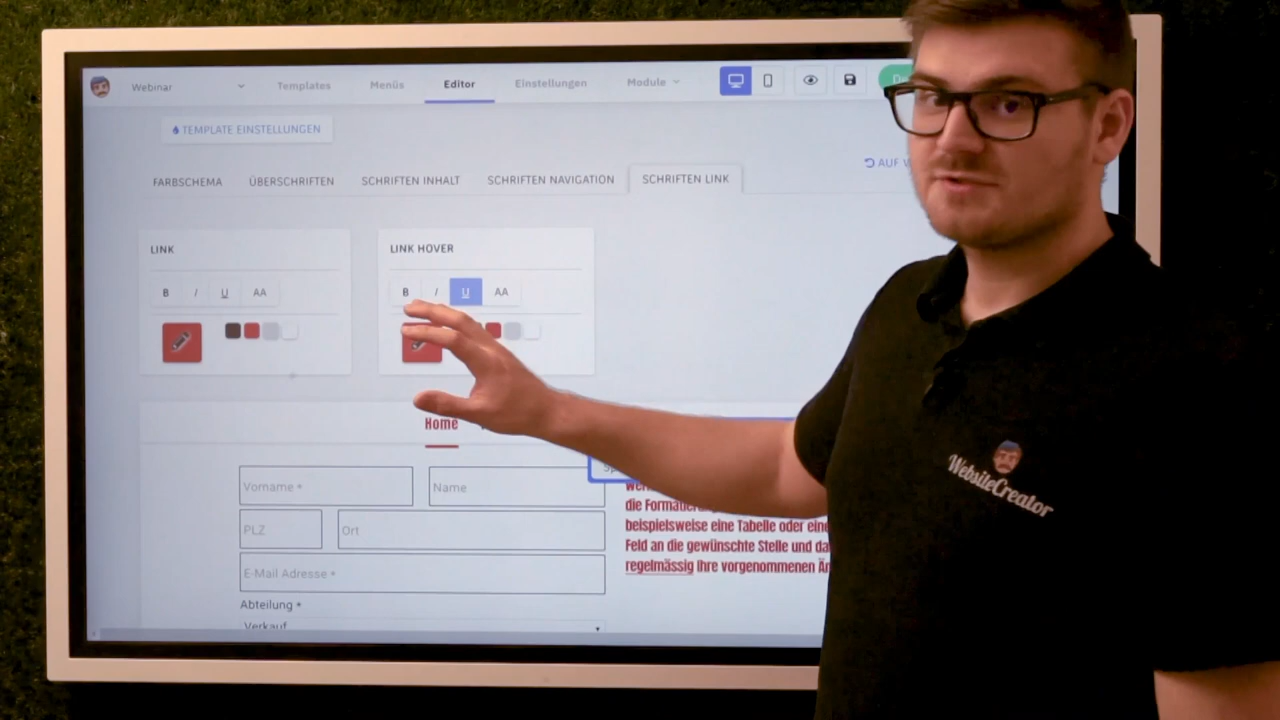 Webinar Templates Menüs Editor Einstellungen Module
TEMPLATE EINSTELLUNGEN
AUF
FARBSCHEMA ÜBERSCHRIFTEN SCHRIFTEN INHALT SCHRIFTEN NAVIGATION SCHRIFTEN LINK
LINK
B I U AA
LINK HOVER
B I U AA
Home
Vorname * Name
PLZ Ort
E-Mail Adresse *
Abteilung *
Verkauf
die
beispielsweise eine Tabelle oder eine
Feld an die gewünschte Stelle und
regelmässig Ihre vorgenommenen
WebsiteCreator